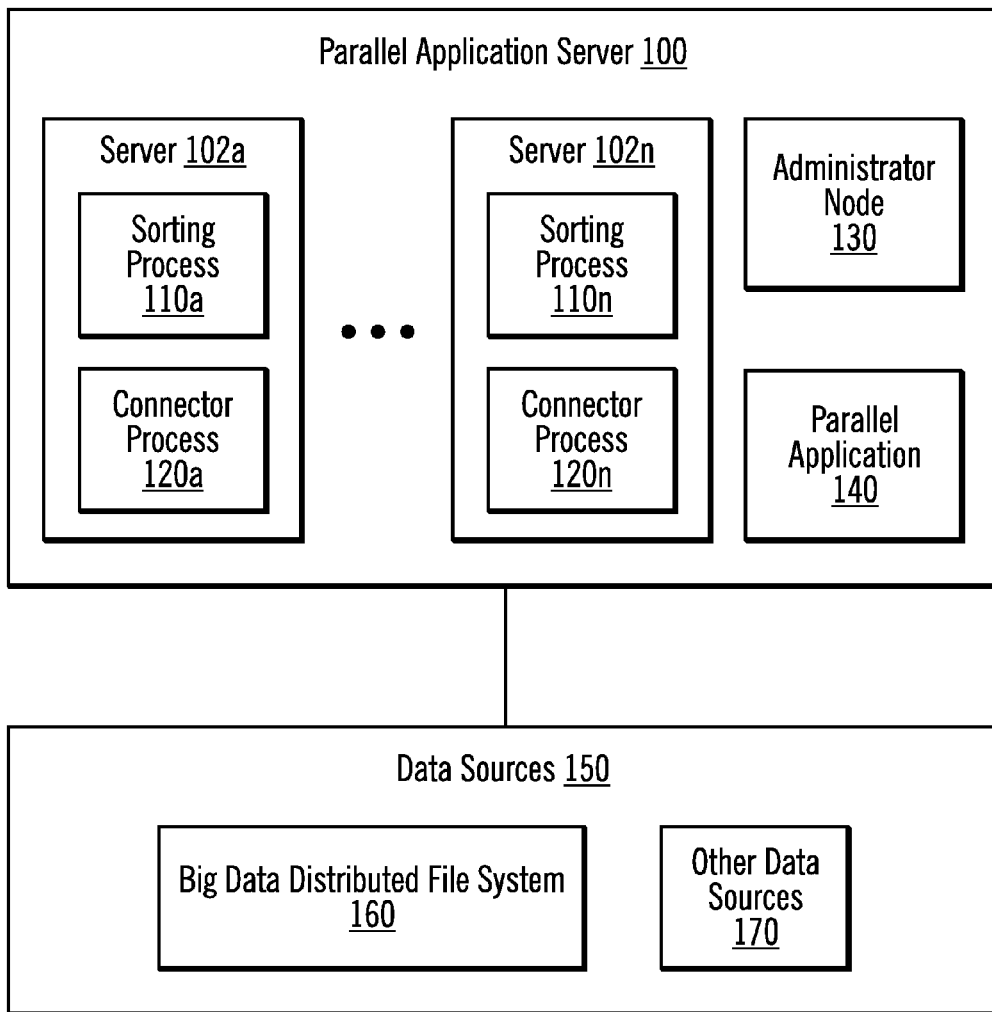 Parallel Application Server 100
Server 102a
Sorting
Process
110a
Connector
Process
120a
Server 102n
Sorting
Process
110n
Connector
Process
120n
Administrator
Node
130
Parallel
Application
140
Data Sources 150
Big Data Distributed File System
160
Other Data
Sources
170